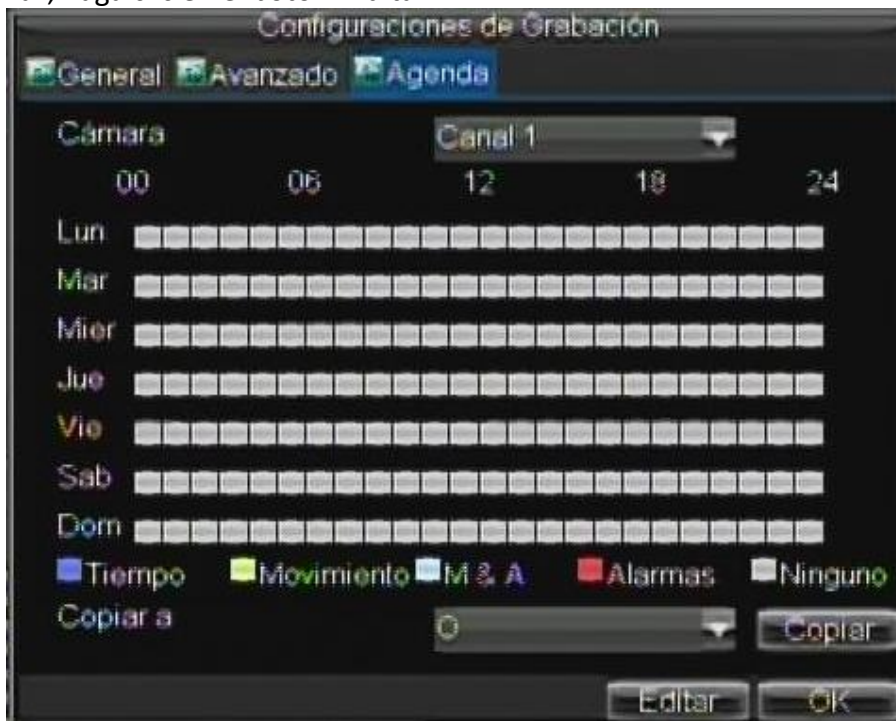 Configuraciones de Grabación
General Avanzado Agenda
Cámara Canal 1
00 06 12 18 24
Lun
Mar
Mier
Jue
Vie
Sab
Dom
Tiempo Movimiento M & A Alarmas Ninguno
Copiar a Copiar
Editar OK